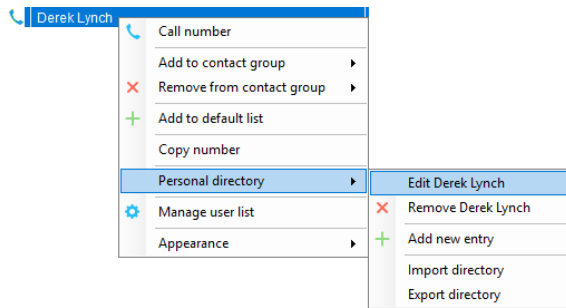 Derek Lynch
Call number
Add to contact group
Remove from contact group
Add to default list
Copy number
Personal directory
Manage user list
Appearance
Edit Derek Lynch
Remove Derek Lynch
Add new entry
Import directory
Export directory